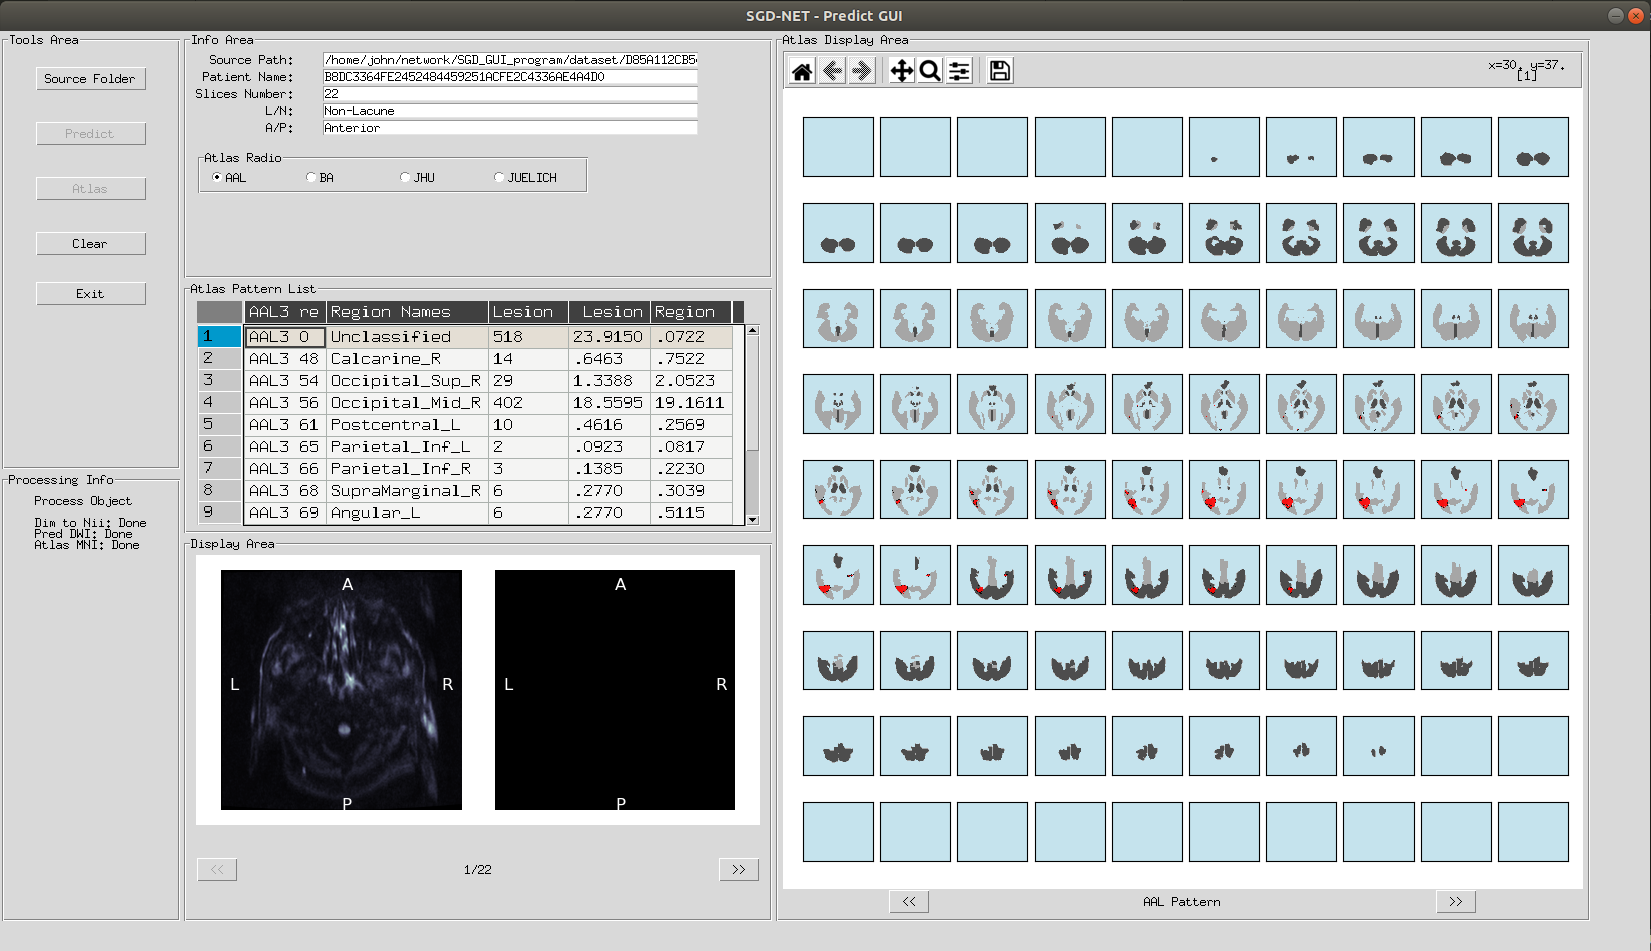 SGD-NET - Predict GUI
Tools Area
Source Folder
Predict
Atlas
Clear
Exit
Processing Info
Process Object
Dim to Nii: Done
Pred DWI: Done
Atlas MNI: Done
Info Area
Source Path: /home/john/network/SGD_GUI_program/dataset/D85A112CB5
Patient Name: B8DC3364FE2452484459251ACFE2C4336AE4A4D0
Slices Number: 22
L/N: Non-Lacune
A/P: Anterior
Atlas Radio
AAL BA JHU JUELICH
Atlas Pattern List
AAL3 re Region Names Lesion Lesion Region
1 AAL3 0 Unclassified 518 23.9150 .0722
2 AAL3 48 Calcarine_R 14 .6463 .7522
3 AAL3 54 Occipital_Sup_R 29 1.3388 2.0523
4 AAL3 56 Occipital_Mid_R 402 18.5595 19.1611
5 AAL3 61 Postcentral_L 10 .4616 .2569
6 AAL3 65 Parietal_Inf_L 2 .0923 .0817
7 AAL3 66 Parietal_Inf_R 3 .1385 .2230
8 AAL3 68 SupraMarginal_R 6 .2770 .3039
9 AAL3 69 Angular_L 6 .2770 .5115
Display Area
A A
L R L R
P P
<< 1/22 >>
Atlas Display Area
x=30. y=37.
[1]
<< AAL Pattern >>